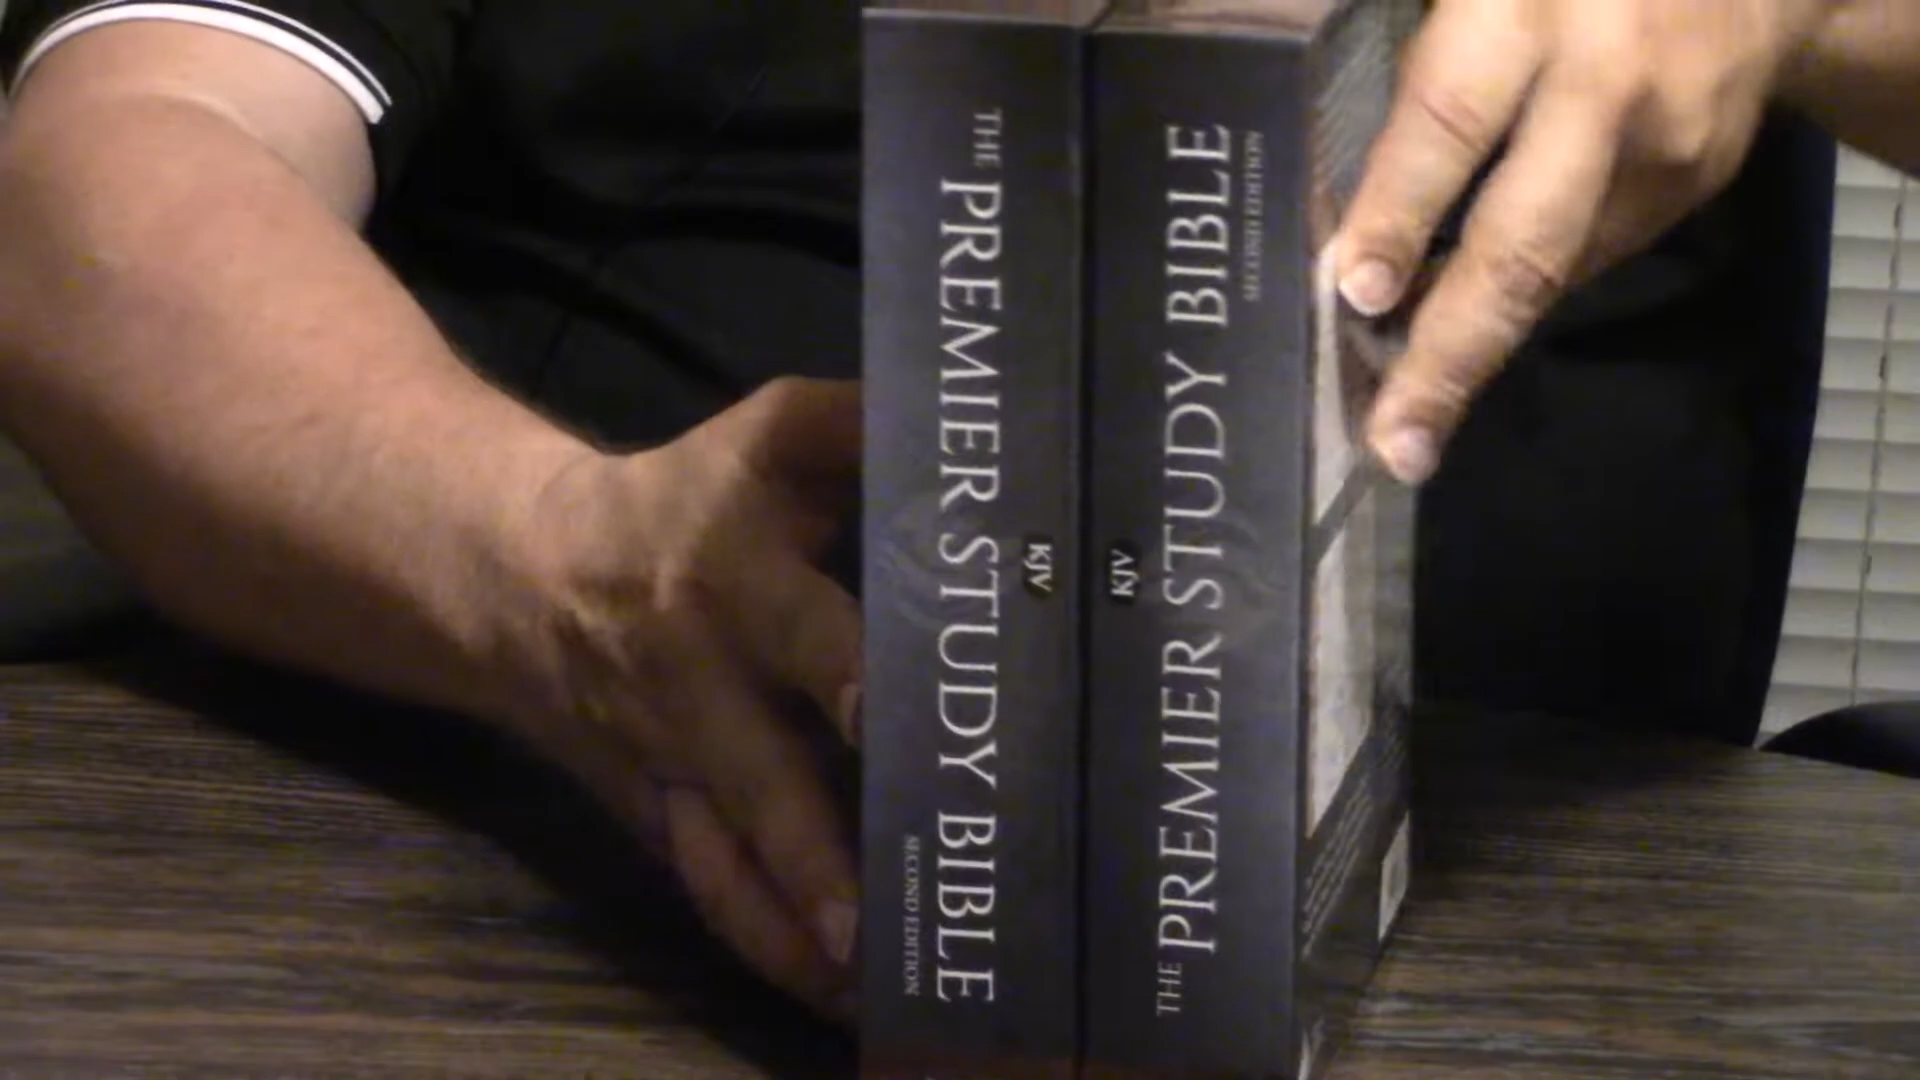 THE PREMIER STUDY BIBLE
SECOND EDITION
KJV
THE PREMIER STUDY BIBLE
SECOND EDITION
KJV